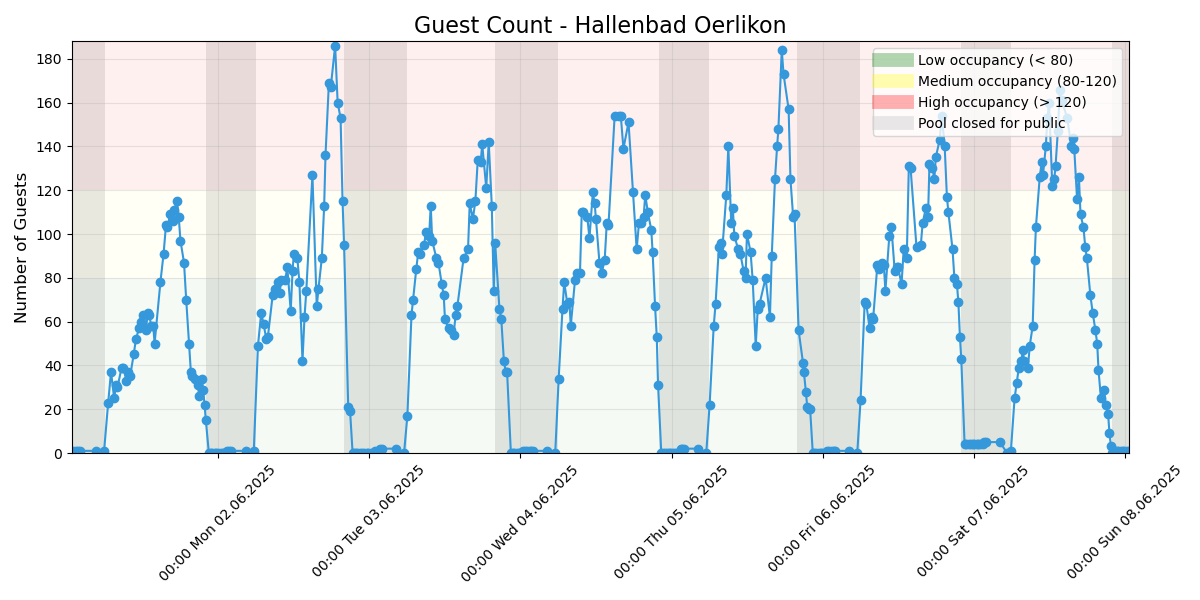 Guest Count - Hallenbad Oerlikon
Number of Guests
180
160
140
120
100
80
60
40
20
0
Low occupancy (< 80)
Medium occupancy (80-120)
High occupancy (> 120)
Pool closed for public
00:00 Mon 02.06.2025
00:00 Tue 03.06.2025
00:00 Wed 04.06.2025
00:00 Thu 05.06.2025
00:00 Fri 06.06.2025
00:00 Sat 07.06.2025
00:00 Sun 08.06.2025